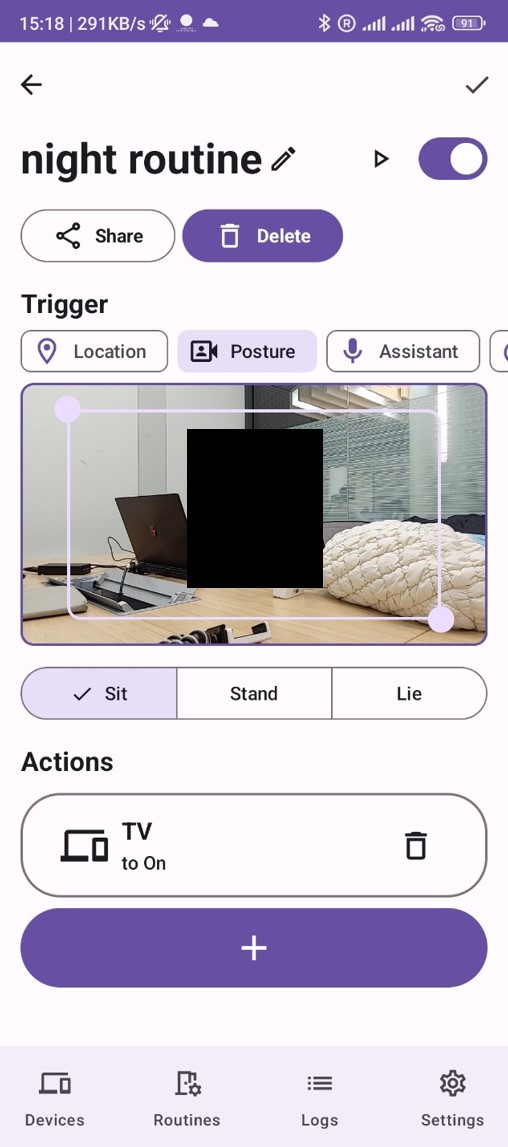 15:18 | 291KB/s
91
night routine
Share
Delete
Trigger
Location
Posture
Assistant
Sit
Stand
Lie
Actions
TV
to On
Devices
Routines
Logs
Settings